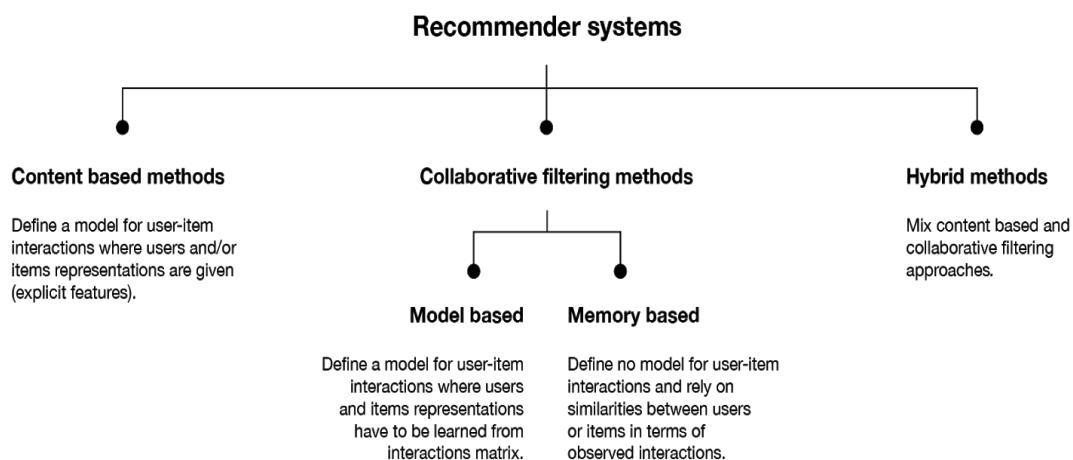 Recommender systems
Content based methods
Define a model for user-item
interactions where users and/or
items representations are given
(explicit features).
Collaborative filtering methods
Model based
Define a model for user-item
interactions where users
and items representations
have to be learned from
interactions matrix.
Memory based
Define no model for user-item
interactions and rely on
similarities between users
or items in terms of
observed interactions.
Hybrid methods
Mix content based and
collaborative filtering
approaches.